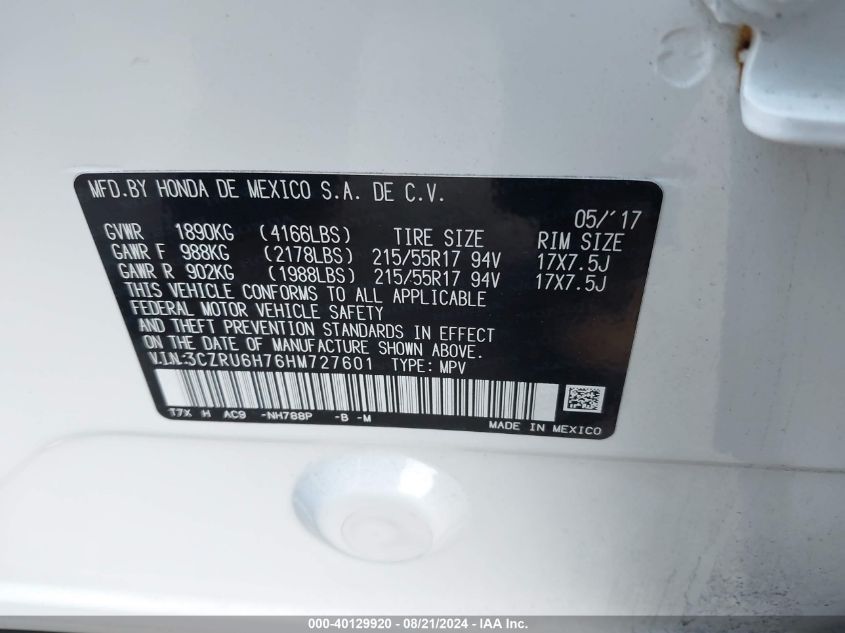 MFD.BY HONDA DE MEXICO S.A. DE C.V.
05/'17
GVWR 1890KG (4166LBS) TIRE SIZE RIM SIZE
GAWR F 988KG (2178LBS) 215/55R17 94V 17X7.5J
GAWR R 902KG (1988LBS) 215/55R17 94V 17X7.5J
THIS VEHICLE CONFORMS TO ALL APPLICABLE
FEDERAL MOTOR VEHICLE SAFETY
AND THEFT PREVENTION STANDARDS IN EFFECT
ON THE DATE OF MANUFACTURE SHOWN ABOVE.
V.I.N.:3CZRU6H76HM727601 TYPE: MPV
T7X H AC9 -NH788P -B -M
MADE IN MEXICO
000-40129920 - 08/21/2024 - IAA Inc.